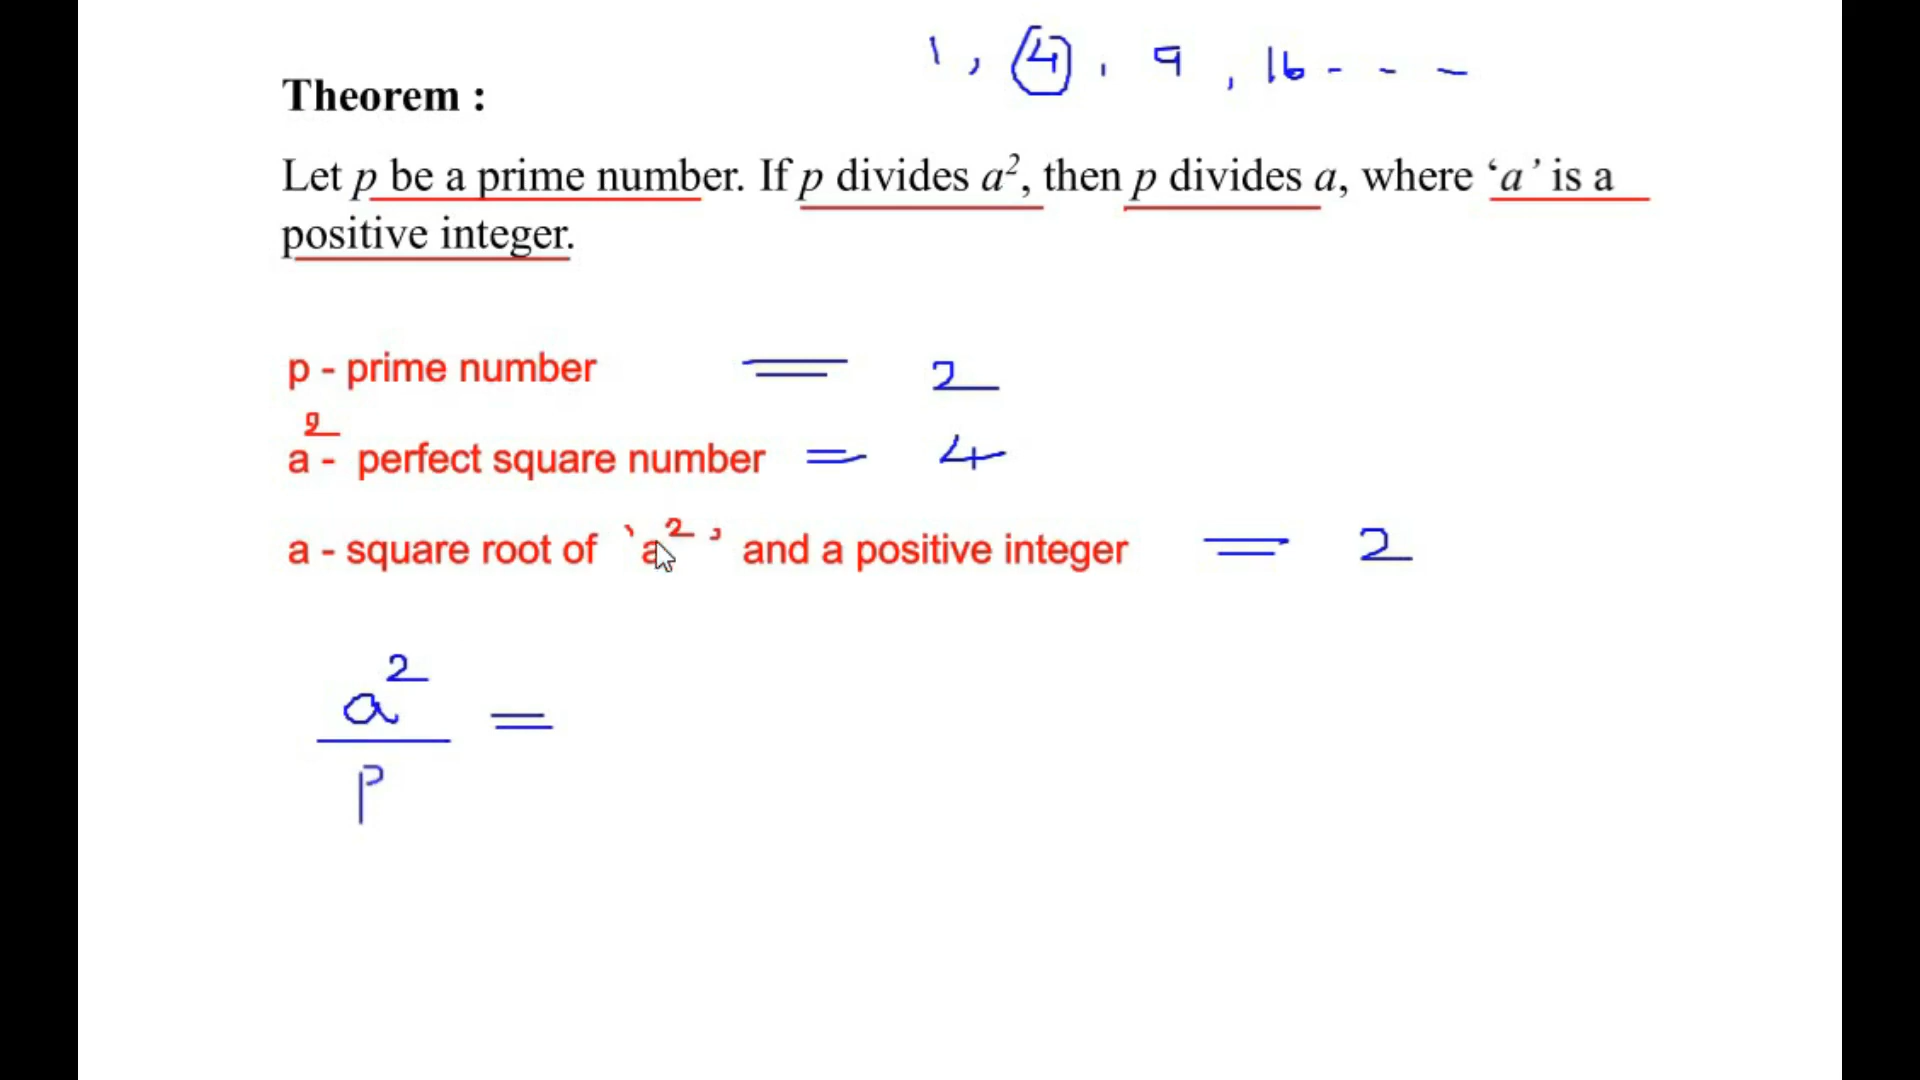 1, 4, 9, 16 - - -
Theorem :
Let p be a prime number. If p divides a², then p divides a, where ‘a’ is a
positive integer.
p - prime number = 2
a² - perfect square number = 4
a - square root of ‘a²’ and a positive integer = 2
a²
=
P